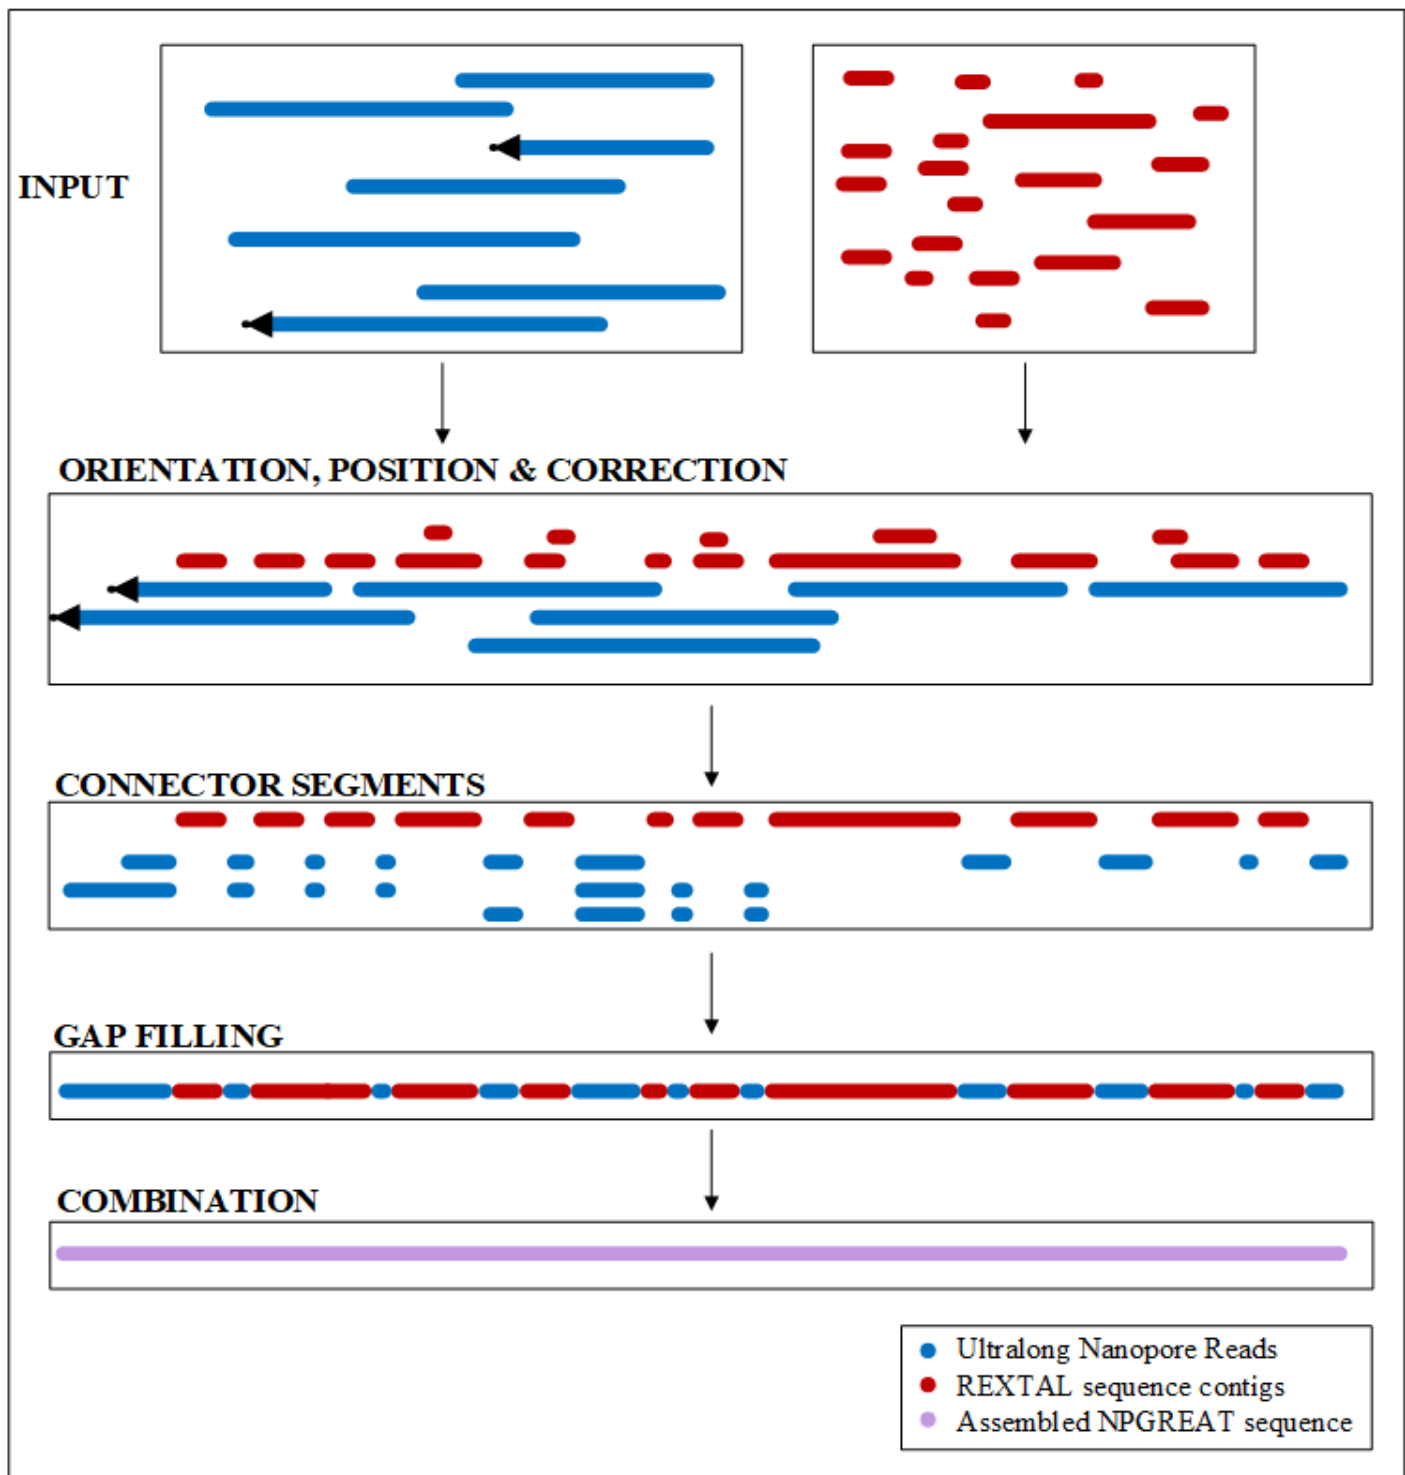 INPUT
ORIENTATION, POSITION & CORRECTION
CONNECTOR SEGMENTS
GAP FILLING
COMBINATION
Ultralong Nanopore Reads
REXTAL sequence contigs
Assembled NPGREAT sequence